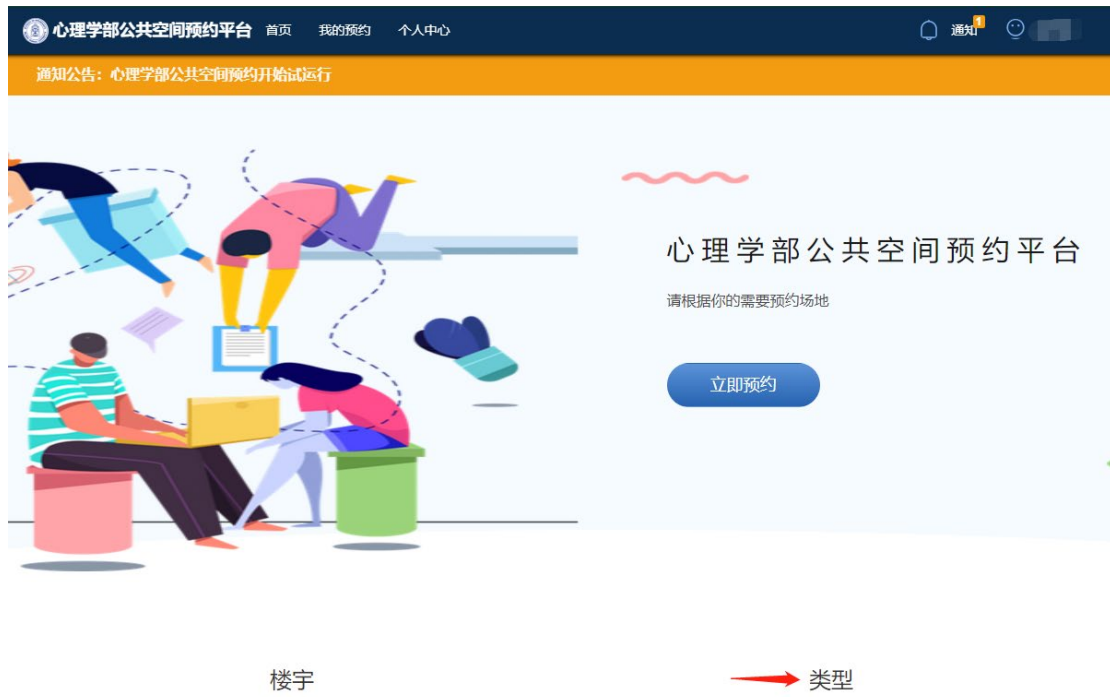 心理学部公共空间预约平台 首页 我的预约 个人中心 通知 1
通知公告：心理学部公共空间预约开始试运行
心理学部公共空间预约平台
请根据你的需要预约场地
立即预约
楼宇 类型